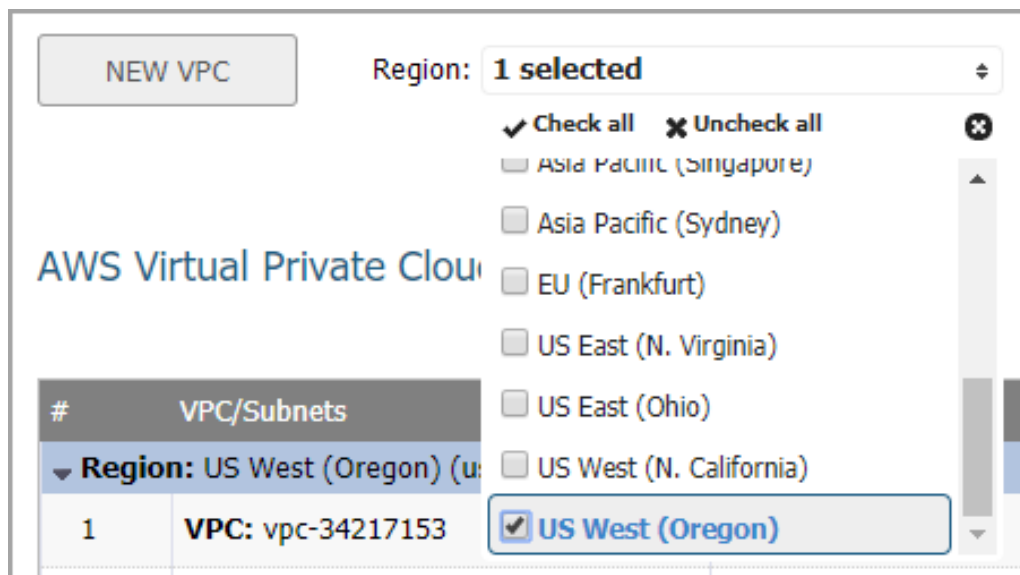 NEW VPC
Region: 1 selected
Check all Uncheck all
Asia Pacific (Singapore)
Asia Pacific (Sydney)
AWS Virtual Private Clou
EU (Frankfurt)
US East (N. Virginia)
# VPC/Subnets
US East (Ohio)
Region: US West (Oregon) (u
US West (N. California)
1 VPC: vpc-34217153
US West (Oregon)